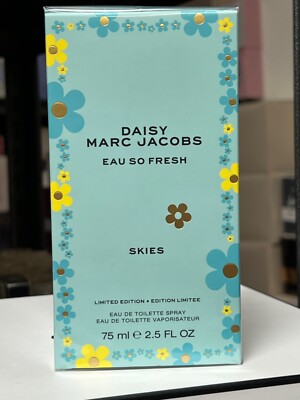 DAISY
MARC JACOBS
EAU SO FRESH
SKIES
LIMITED EDITION • EDITION LIMITEE
EAU DE TOILETTE SPRAY
EAU DE TOILETTE VAPORISATEUR
75 ml ℮ 2.5 FL OZ